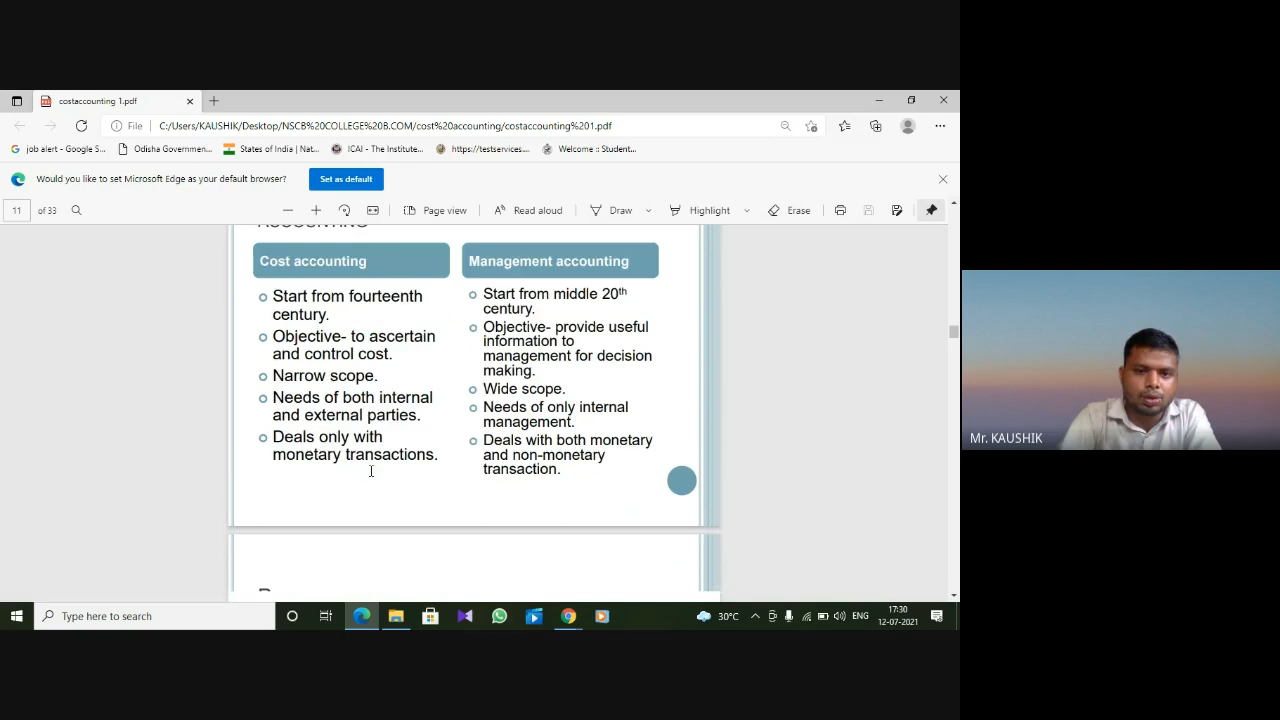 costaccounting 1.pdf
File
C:/Users/KAUSHIK/Desktop/NSCB%20COLLEGE%20B.COM/cost%20accounting/costaccounting%201.pdf
job alert - Google S...
Odisha Governmen...
States of India | Nat...
ICAI - The Institute...
https://testservices....
Welcome :: Student...
Would you like to set Microsoft Edge as your default browser?
Set as default
11
of 33
Page view
Read aloud
Draw
Highlight
Erase
ACCOUNTING
Cost accounting
Start from fourteenth
century.
Objective- to ascertain
and control cost.
Narrow scope.
Needs of both internal
and external parties.
Deals only with
monetary transactions.
Management accounting
Start from middle 20th
century.
Objective- provide useful
information to
management for decision
making.
Wide scope.
Needs of only internal
management.
Deals with both monetary
and non-monetary
transaction.
Mr. KAUSHIK
Type here to search
30°C
ENG
17:30
12-07-2021